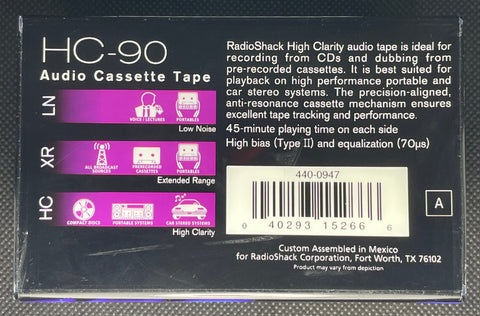 HC-90
Audio Cassette Tape
LN
VOICE / LECTURES
PORTABLES
Low Noise
XR
ALL BROADCAST
SOURCES
PRERECORDED
CASSETTES
PORTABLES
Extended Range
HC
COMPACT DISCS
PORTABLE SYSTEMS
CAR STEREO SYSTEMS
High Clarity
RadioShack High Clarity audio tape is ideal for
recording from CDs and dubbing from
pre-recorded cassettes. It is best suited for
playback on high performance portable and
car stereo systems. The precision-aligned,
anti-resonance cassette mechanism ensures
excellent tape tracking and performance.
45-minute playing time on each side
High bias (Type II) and equalization (70µs)
440-0947
0 40293 15266 6
A
Custom Assembled in Mexico
for RadioShack Corporation, Fort Worth, TX 76102
Product may vary from depiction